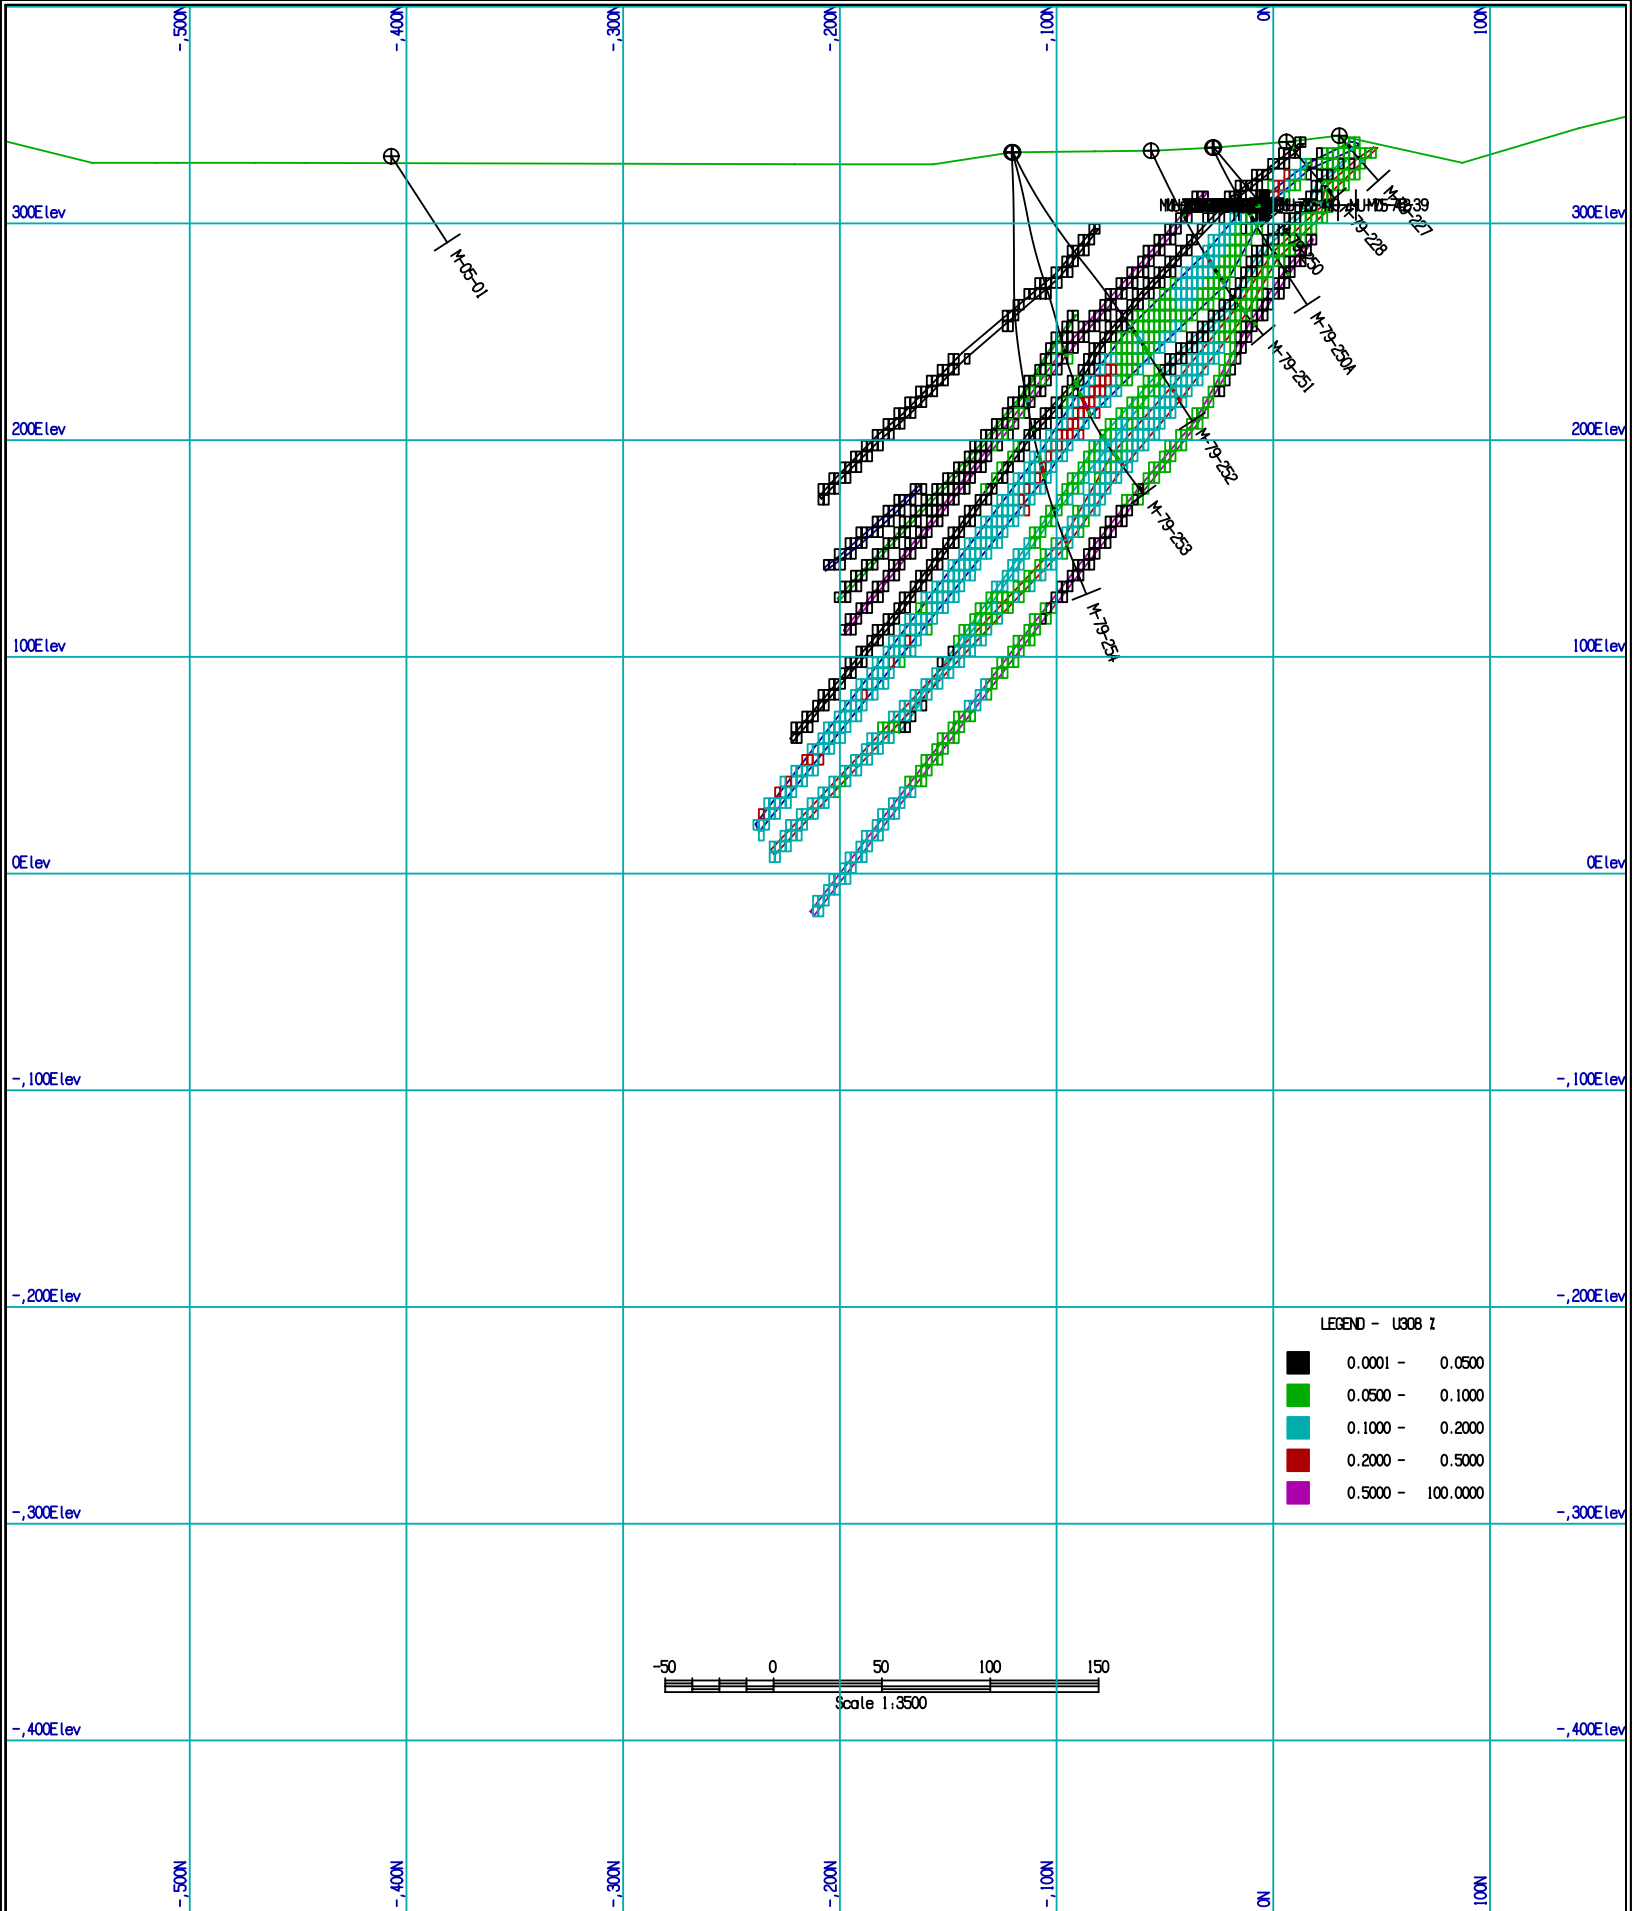 -,500N
-,400N
-,300N
-,200N
-,100N
0N
100N
M-05-01
M-79-227
M-79-228
300Elev
300Elev
M-79-250A
M-79-251
200Elev
200Elev
M-79-252
M-79-253
M-79-254
100Elev
100Elev
0Elev
0Elev
-,100Elev
-,100Elev
-,200Elev
-,200Elev
LEGEND - U3O8 %
0.0001 - 0.0500
0.0500 - 0.1000
0.1000 - 0.2000
0.2000 - 0.5000
0.5000 - 100.0000
-,300Elev
-,300Elev
-50 0 50 100 150
Scale 1:3500
-,400Elev
-,400Elev
-,500N
-,400N
-,300N
-,200N
-,100N
0N
100N